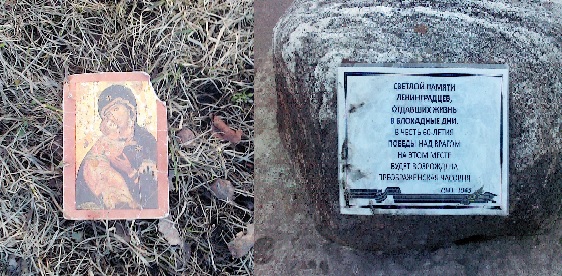 СВЕТЛОЙ ПАМЯТИ
ЛЕНИНГРАДЦЕВ,
ОТДАВШИХ ЖИЗНЬ
В БЛОКАДНЫЕ ДНИ.
В ЧЕСТЬ 60-ЛЕТИЯ
ПОБЕДЫ НАД ВРАГОМ
НА ЭТОМ МЕСТЕ
БУДЕТ ВОЗРОЖДЕНА
ПРЕОБРАЖЕНСКАЯ ЧАСОВНЯ
1941-1945